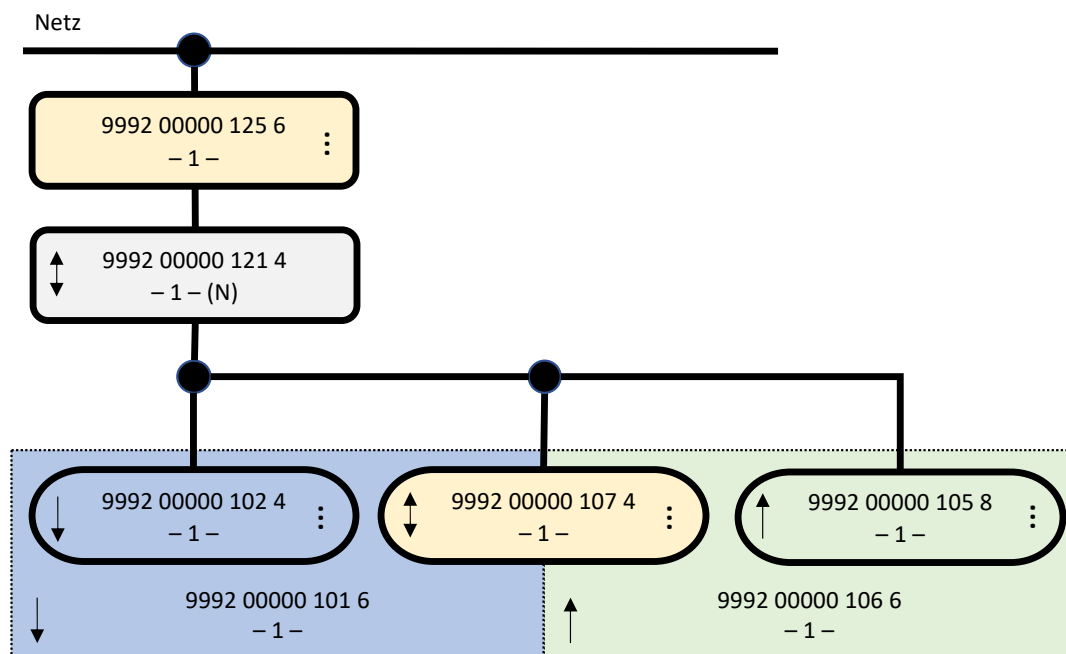 Netz
9992 00000 125 6
– 1 –
9992 00000 121 4
– 1 – (N)
9992 00000 102 4
– 1 –
9992 00000 107 4
– 1 –
9992 00000 105 8
– 1 –
9992 00000 101 6
– 1 –
9992 00000 106 6
– 1 –